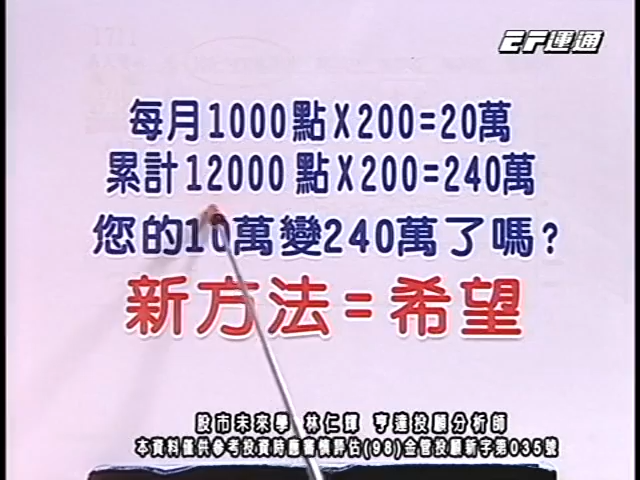 EF運通
每月1000點X200=20萬
累計12000點X200=240萬
您的10萬變240萬了嗎?
新方法=希望
股市未來學 林仁輝 亨達投顧分析師
本資料僅供參考投資時應審慎評估(98)金管投顧新字第035號